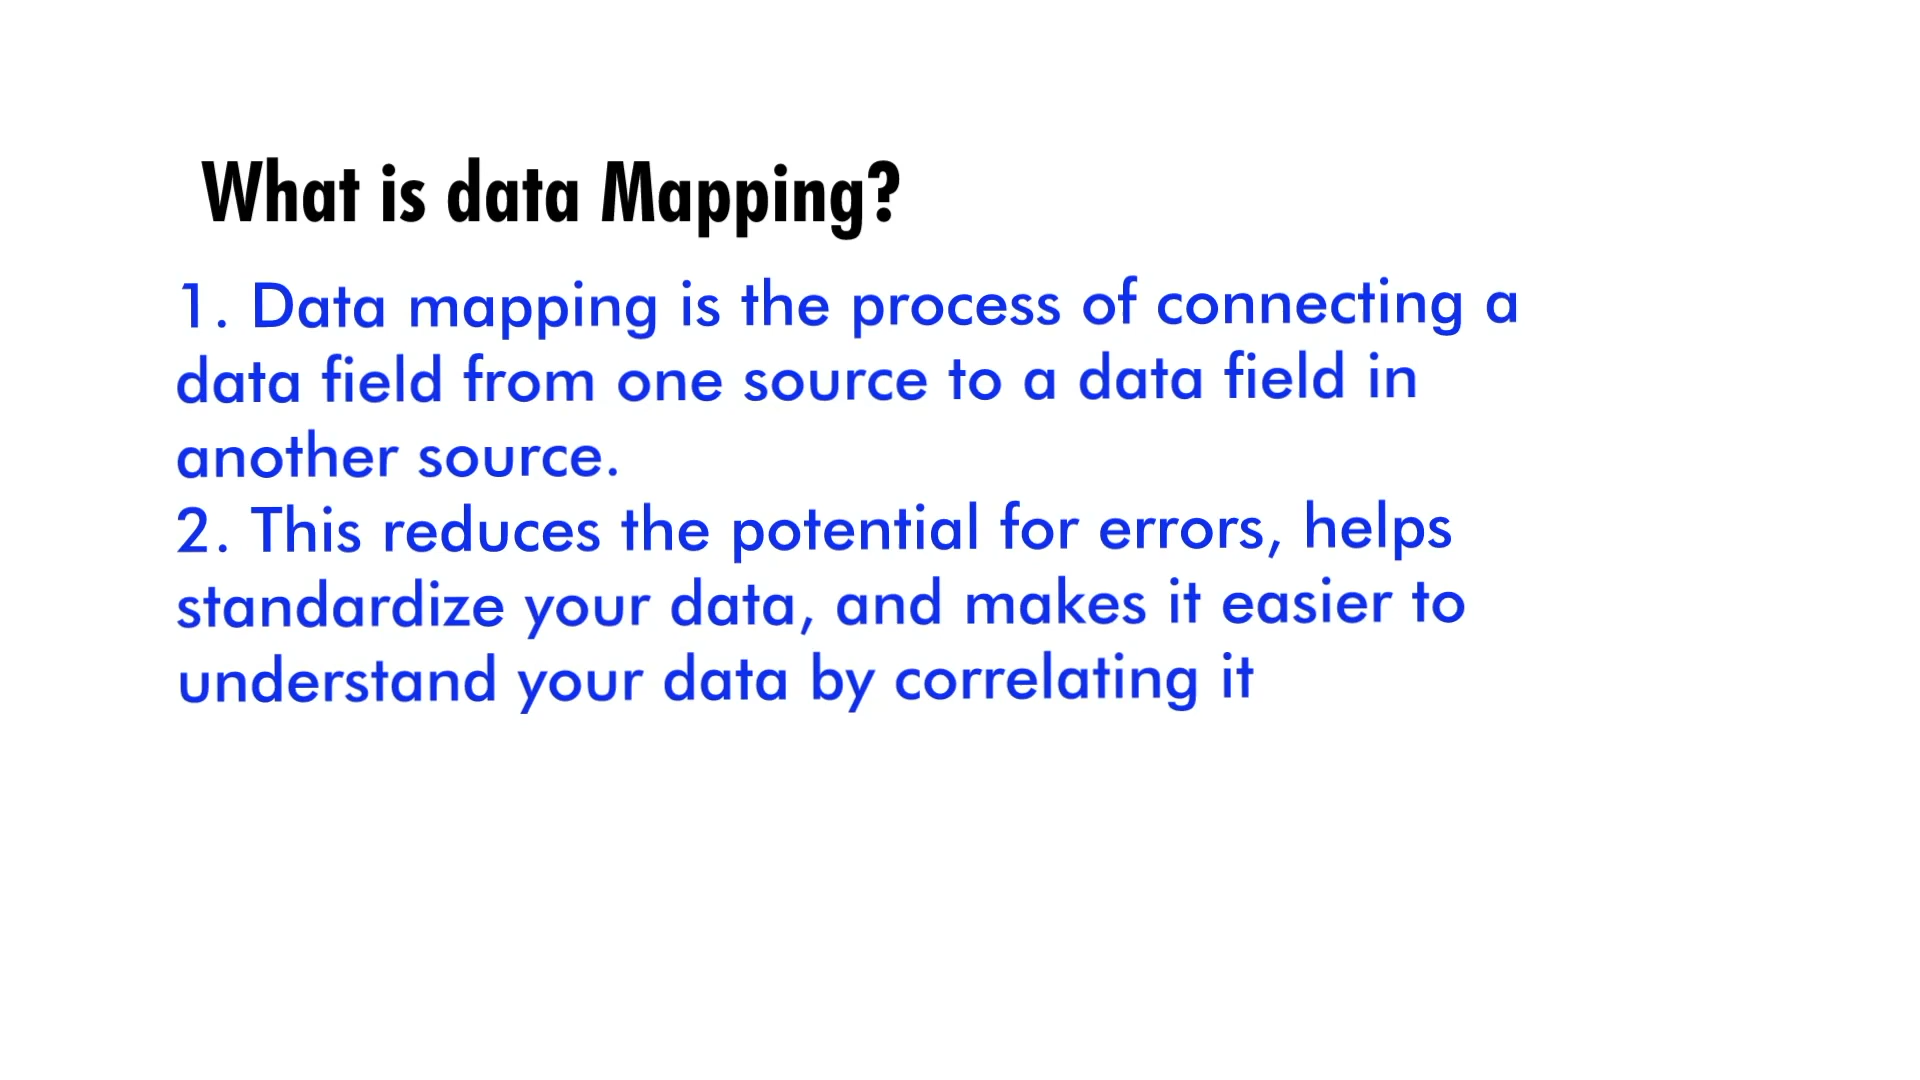 What is data Mapping?
1. Data mapping is the process of connecting a
data field from one source to a data field in
another source.
2. This reduces the potential for errors, helps
standardize your data, and makes it easier to
understand your data by correlating it